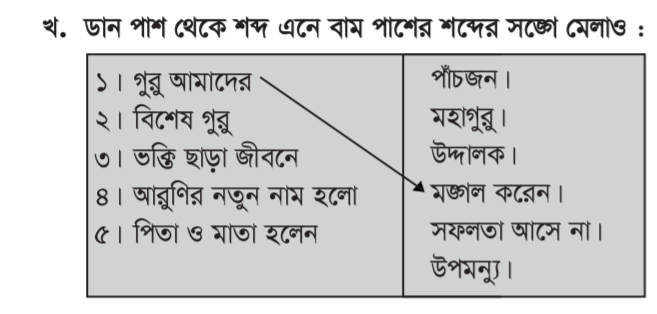 খ. ডান পাশ থেকে শব্দ এনে বাম পাশের শব্দের সঙ্গে মেলাও :
১। গুরু আমাদের
২। বিশেষ গুরু
৩। ভক্তি ছাড়া জীবনে
৪। আরুণির নতুন নাম হলো
৫। পিতা ও মাতা হলেন
পাঁচজন।
মহাগুরু।
উদ্দালক।
মঙ্গল করেন।
সফলতা আসে না।
উপমন্যু।